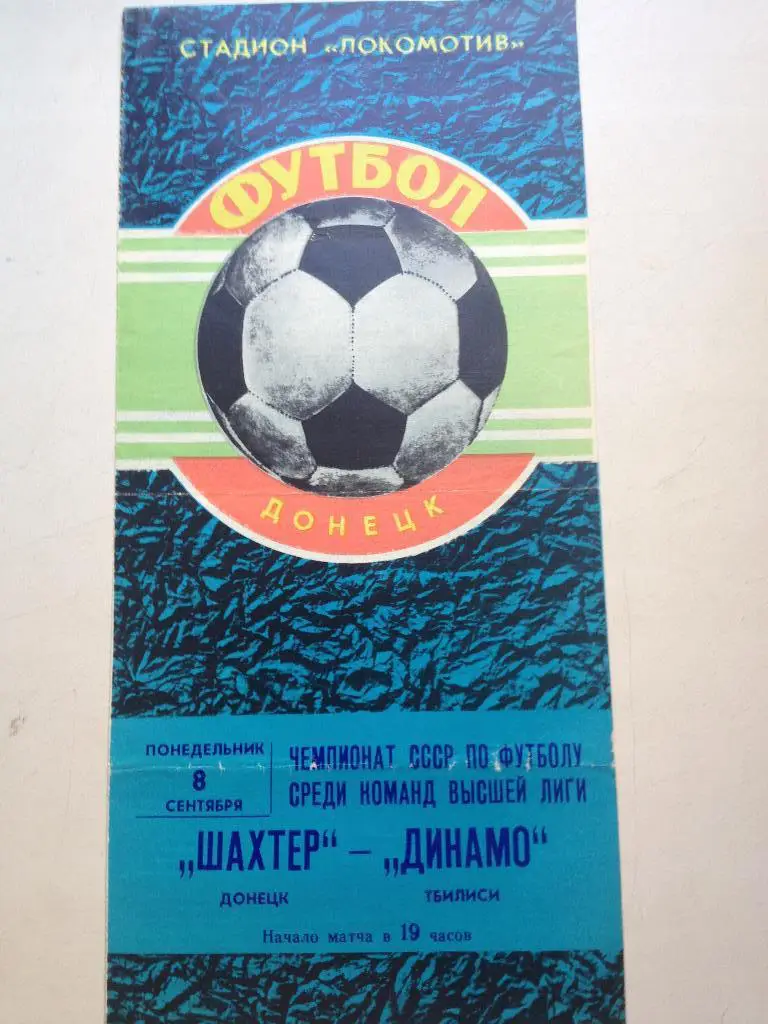 СТАДИОН «ЛОКОМОТИВ»
ФУТБОЛ
ДОНЕЦК
ПОНЕДЕЛЬНИК
8
СЕНТЯБРЯ
ЧЕМПИОНАТ СССР ПО ФУТБОЛУ
СРЕДИ КОМАНД ВЫСШЕЙ ЛИГИ
„ШАХТЕР“ – „ДИНАМО“
ДОНЕЦК ТБИЛИСИ
Начало матча в 19 часов